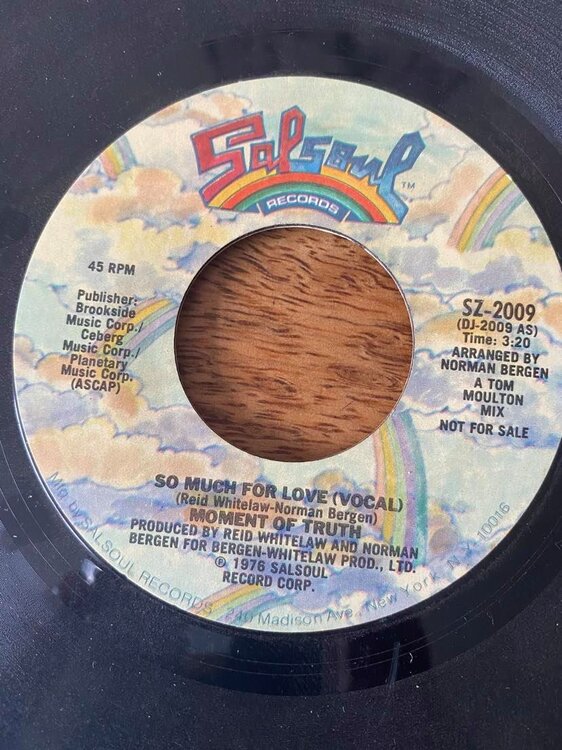 Salsoul TM
RECORDS
45 RPM
Publisher:
Brookside
Music Corp./
Ceberg
Music Corp./
Planetary
Music Corp.
(ASCAP)
SZ-2009
(DJ-2009 AS)
Time: 3:20
ARRANGED BY
NORMAN BERGEN
A TOM
MOULTON
MIX
NOT FOR SALE
SO MUCH FOR LOVE (VOCAL)
(Reid Whitelaw-Norman Bergen)
MOMENT OF TRUTH
PRODUCED BY REID WHITELAW AND NORMAN
BERGEN FOR BERGEN-WHITELAW PROD., LTD.
℗ 1976 SALSOUL
RECORD CORP.
Mfg by SALSOUL RECORDS 240 Madison Ave., New York, N.Y. 10016